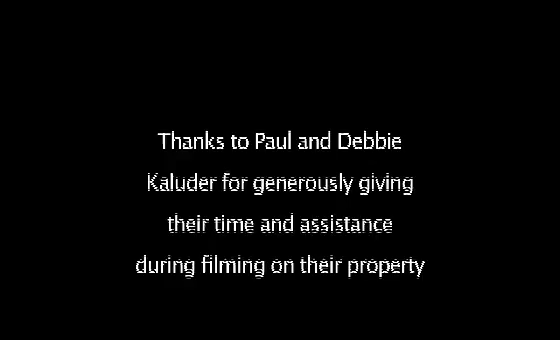 Thanks to Paul and Debbie
Kaluder for generously giving
their time and assistance
during filming on their property